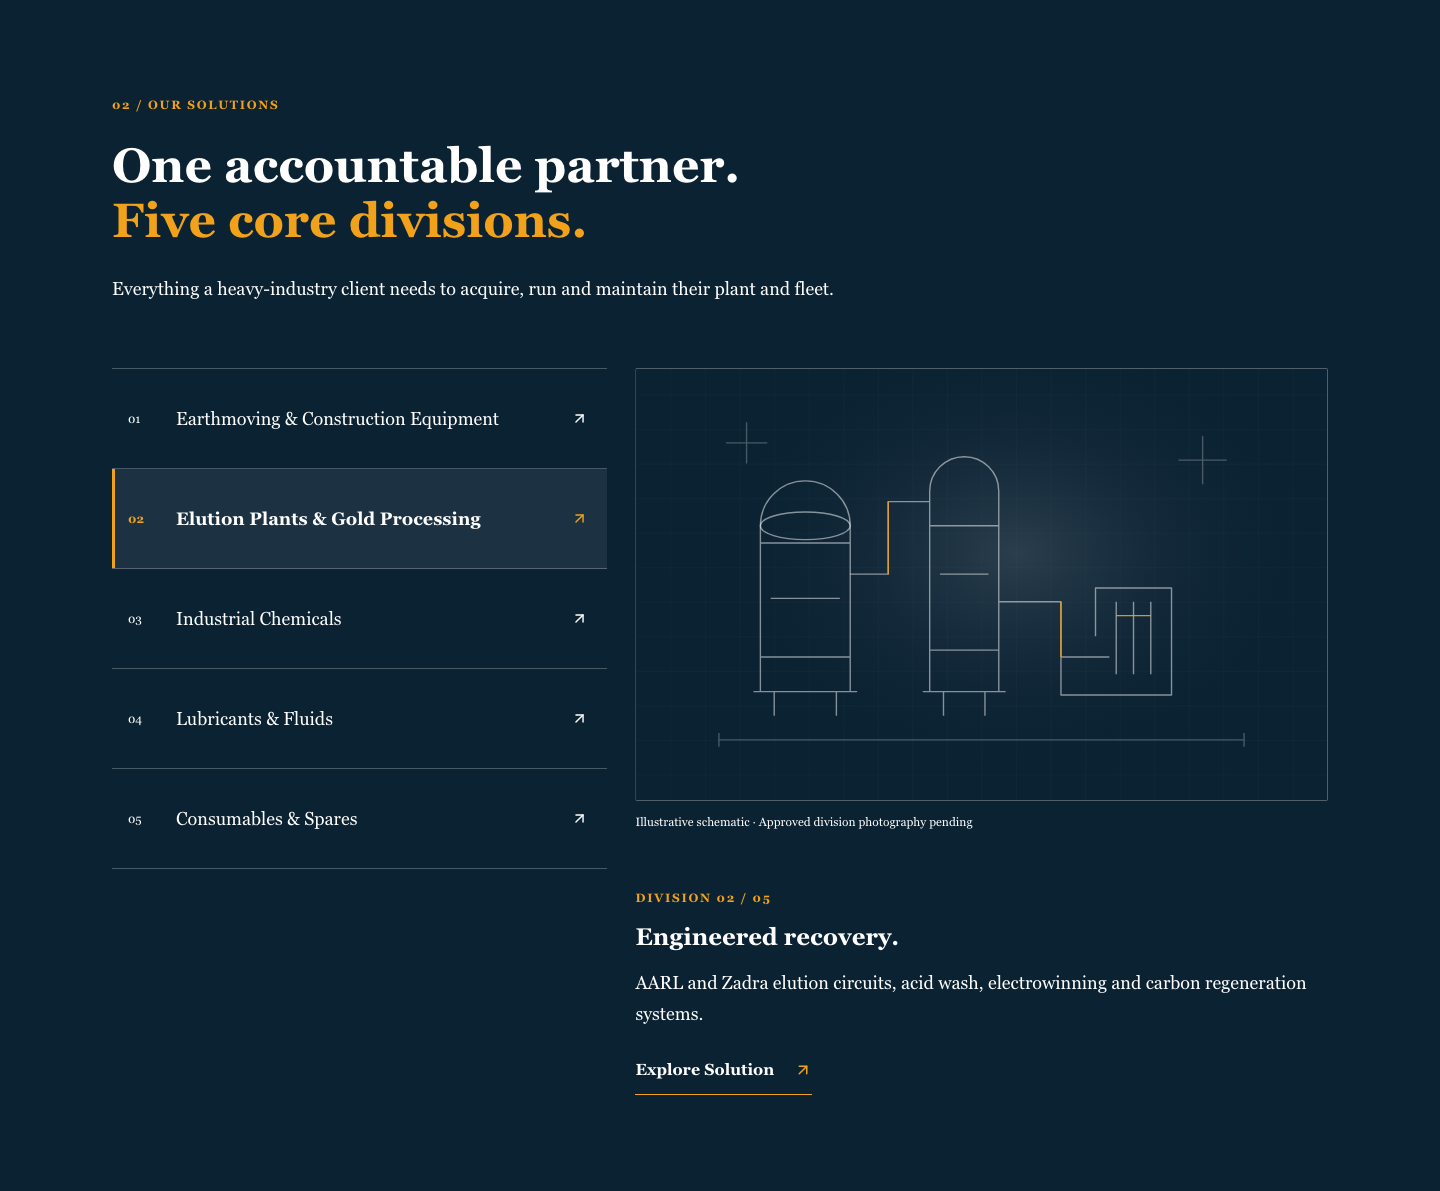 02 / OUR SOLUTIONS
One accountable partner.
Five core divisions.
Everything a heavy-industry client needs to acquire, run and maintain their plant and fleet.
01 Earthmoving & Construction Equipment
02 Elution Plants & Gold Processing
03 Industrial Chemicals
04 Lubricants & Fluids
05 Consumables & Spares
Illustrative schematic · Approved division photography pending
DIVISION 02 / 05
Engineered recovery.
AARL and Zadra elution circuits, acid wash, electrowinning and carbon regeneration
systems.
Explore Solution